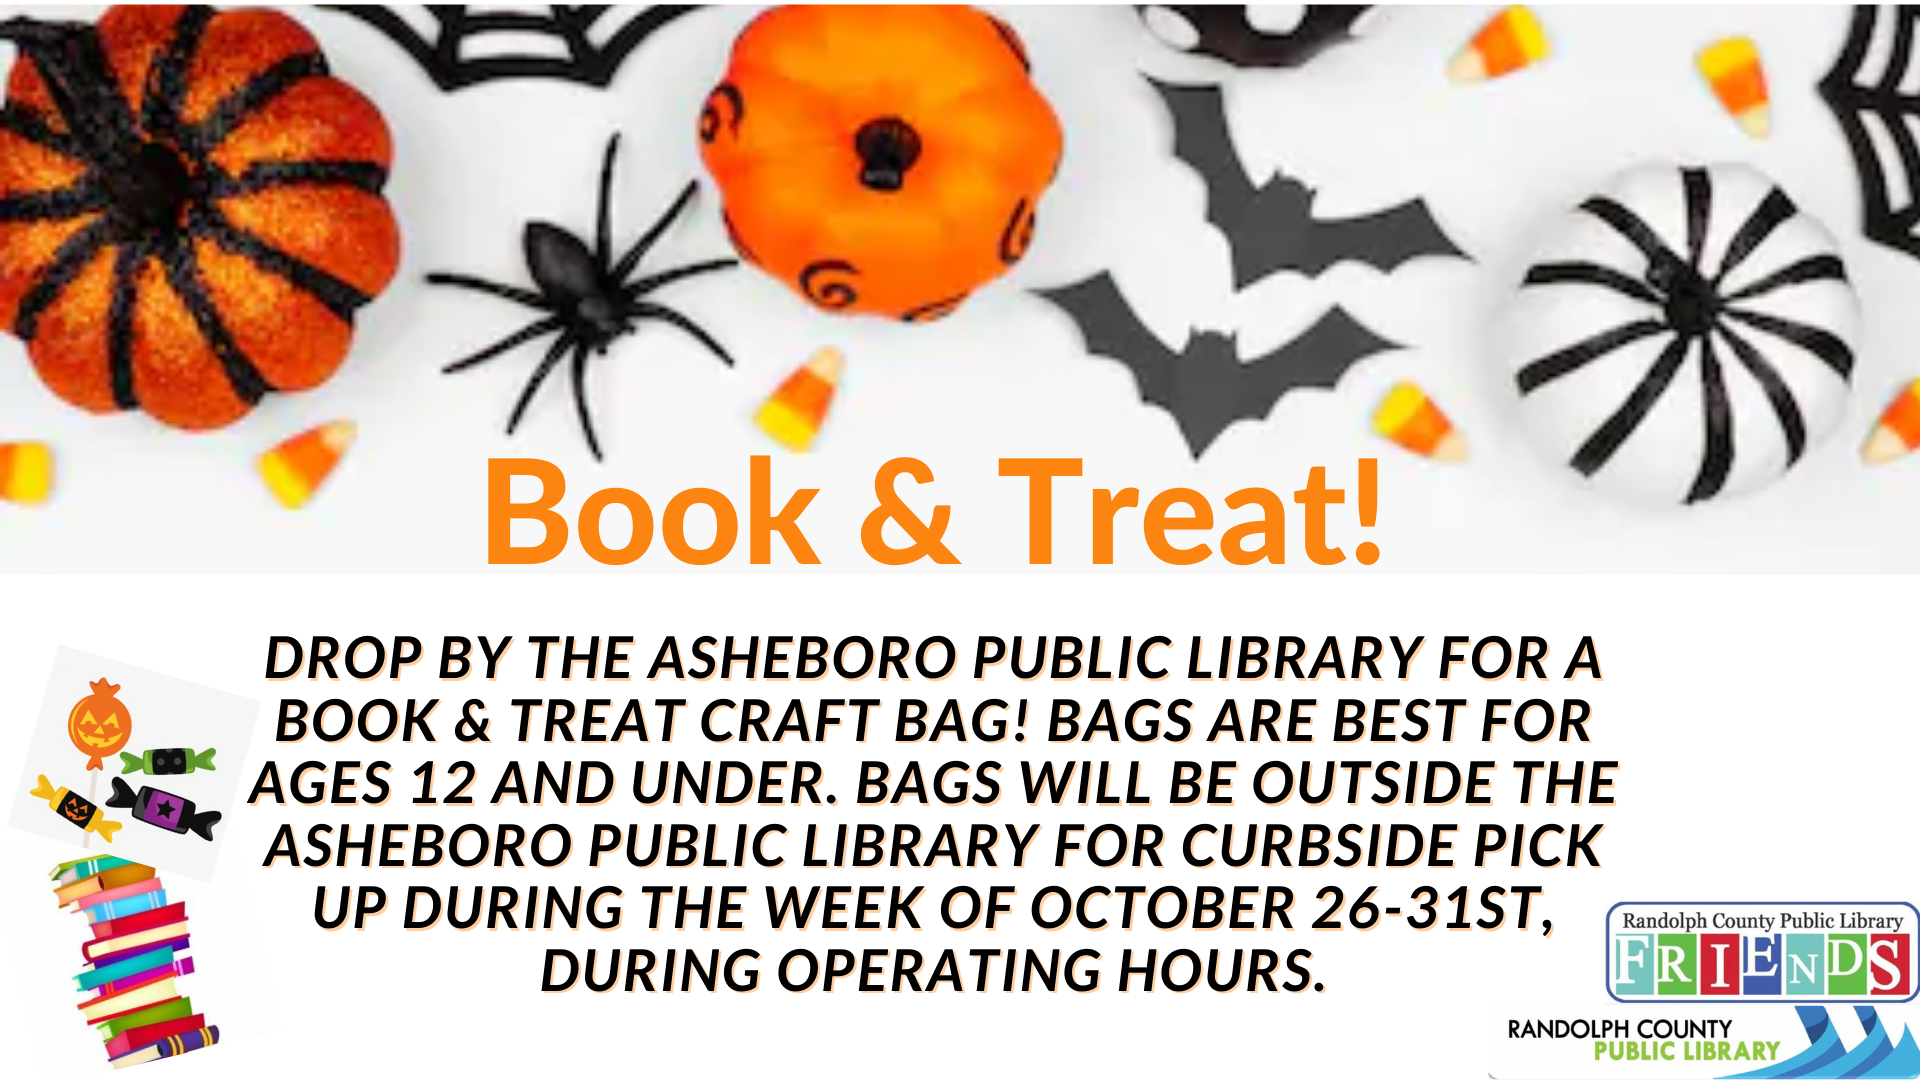 Book & Treat!
DROP BY THE ASHEBORO PUBLIC LIBRARY FOR A
BOOK & TREAT CRAFT BAG! BAGS ARE BEST FOR
AGES 12 AND UNDER. BAGS WILL BE OUTSIDE THE
ASHEBORO PUBLIC LIBRARY FOR CURBSIDE PICK
UP DURING THE WEEK OF OCTOBER 26-31ST,
DURING OPERATING HOURS.
Randolph County Public Library
FRIENDS
RANDOLPH COUNTY
PUBLIC LIBRARY